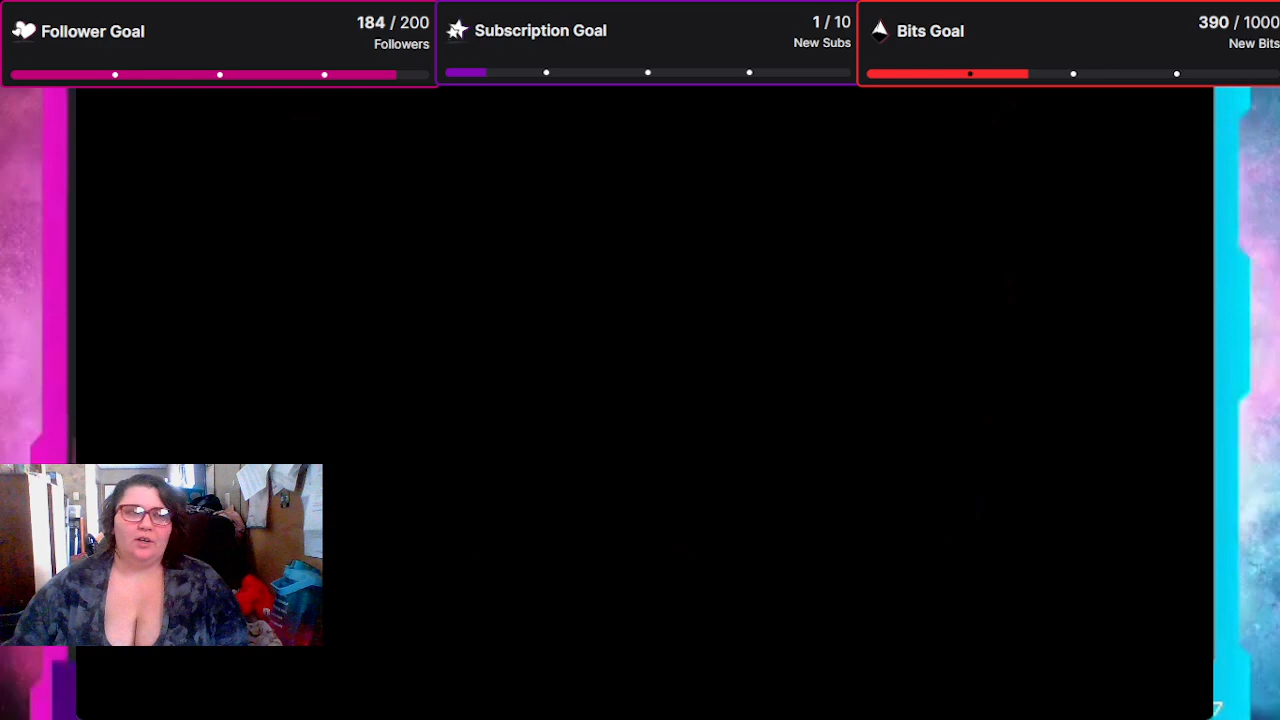 Follower Goal
184 / 200
Followers
Subscription Goal
1 / 10
New Subs
Bits Goal
390 / 1000
New Bits